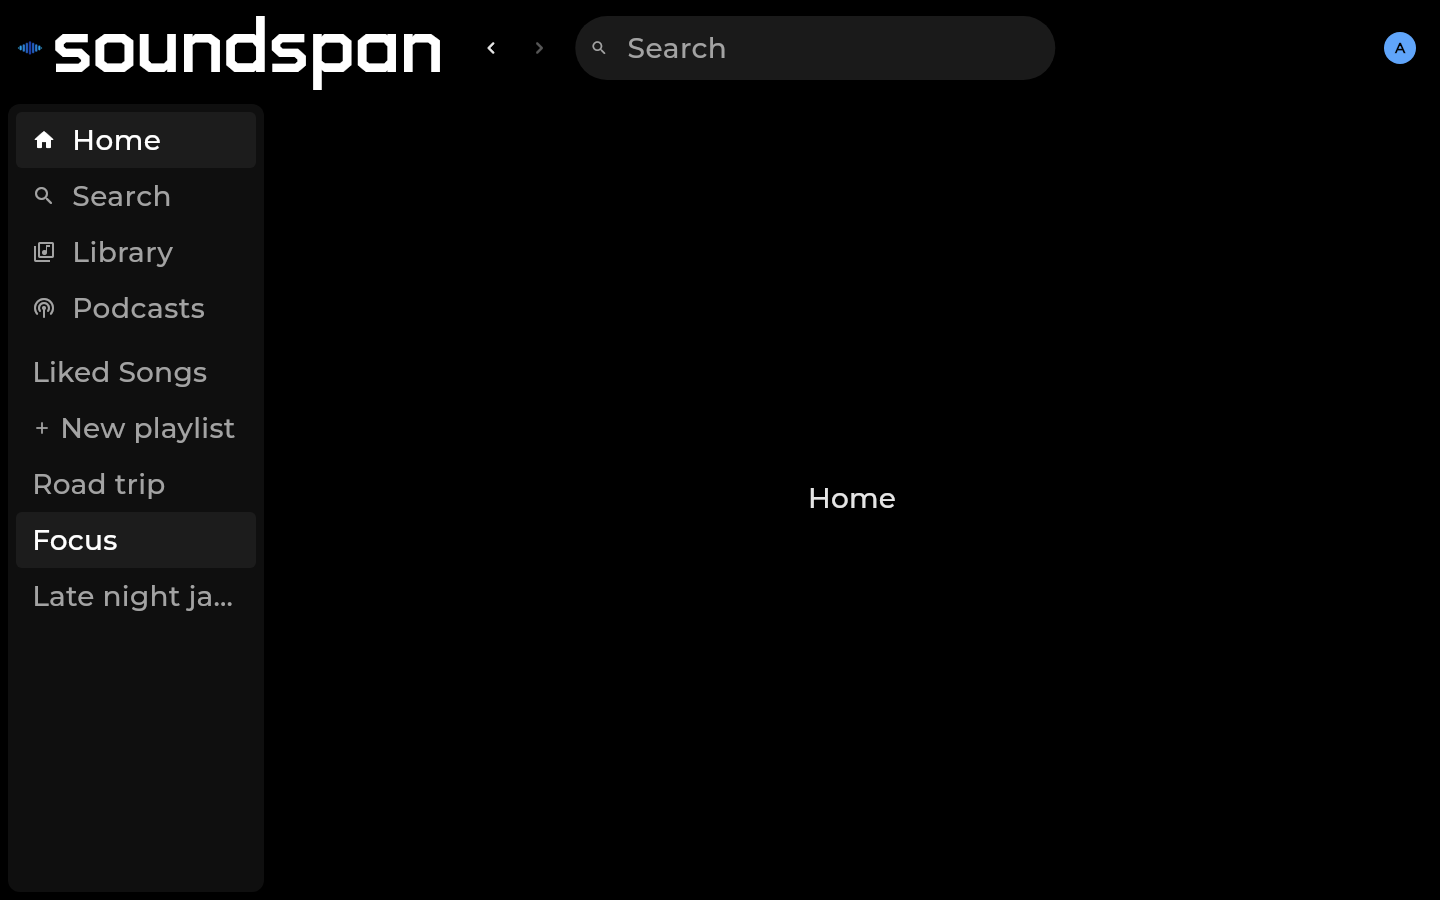 soundspan
Search
A
Home
Search
Library
Podcasts
Liked Songs
+ New playlist
Road trip
Focus
Late night ja...
Home